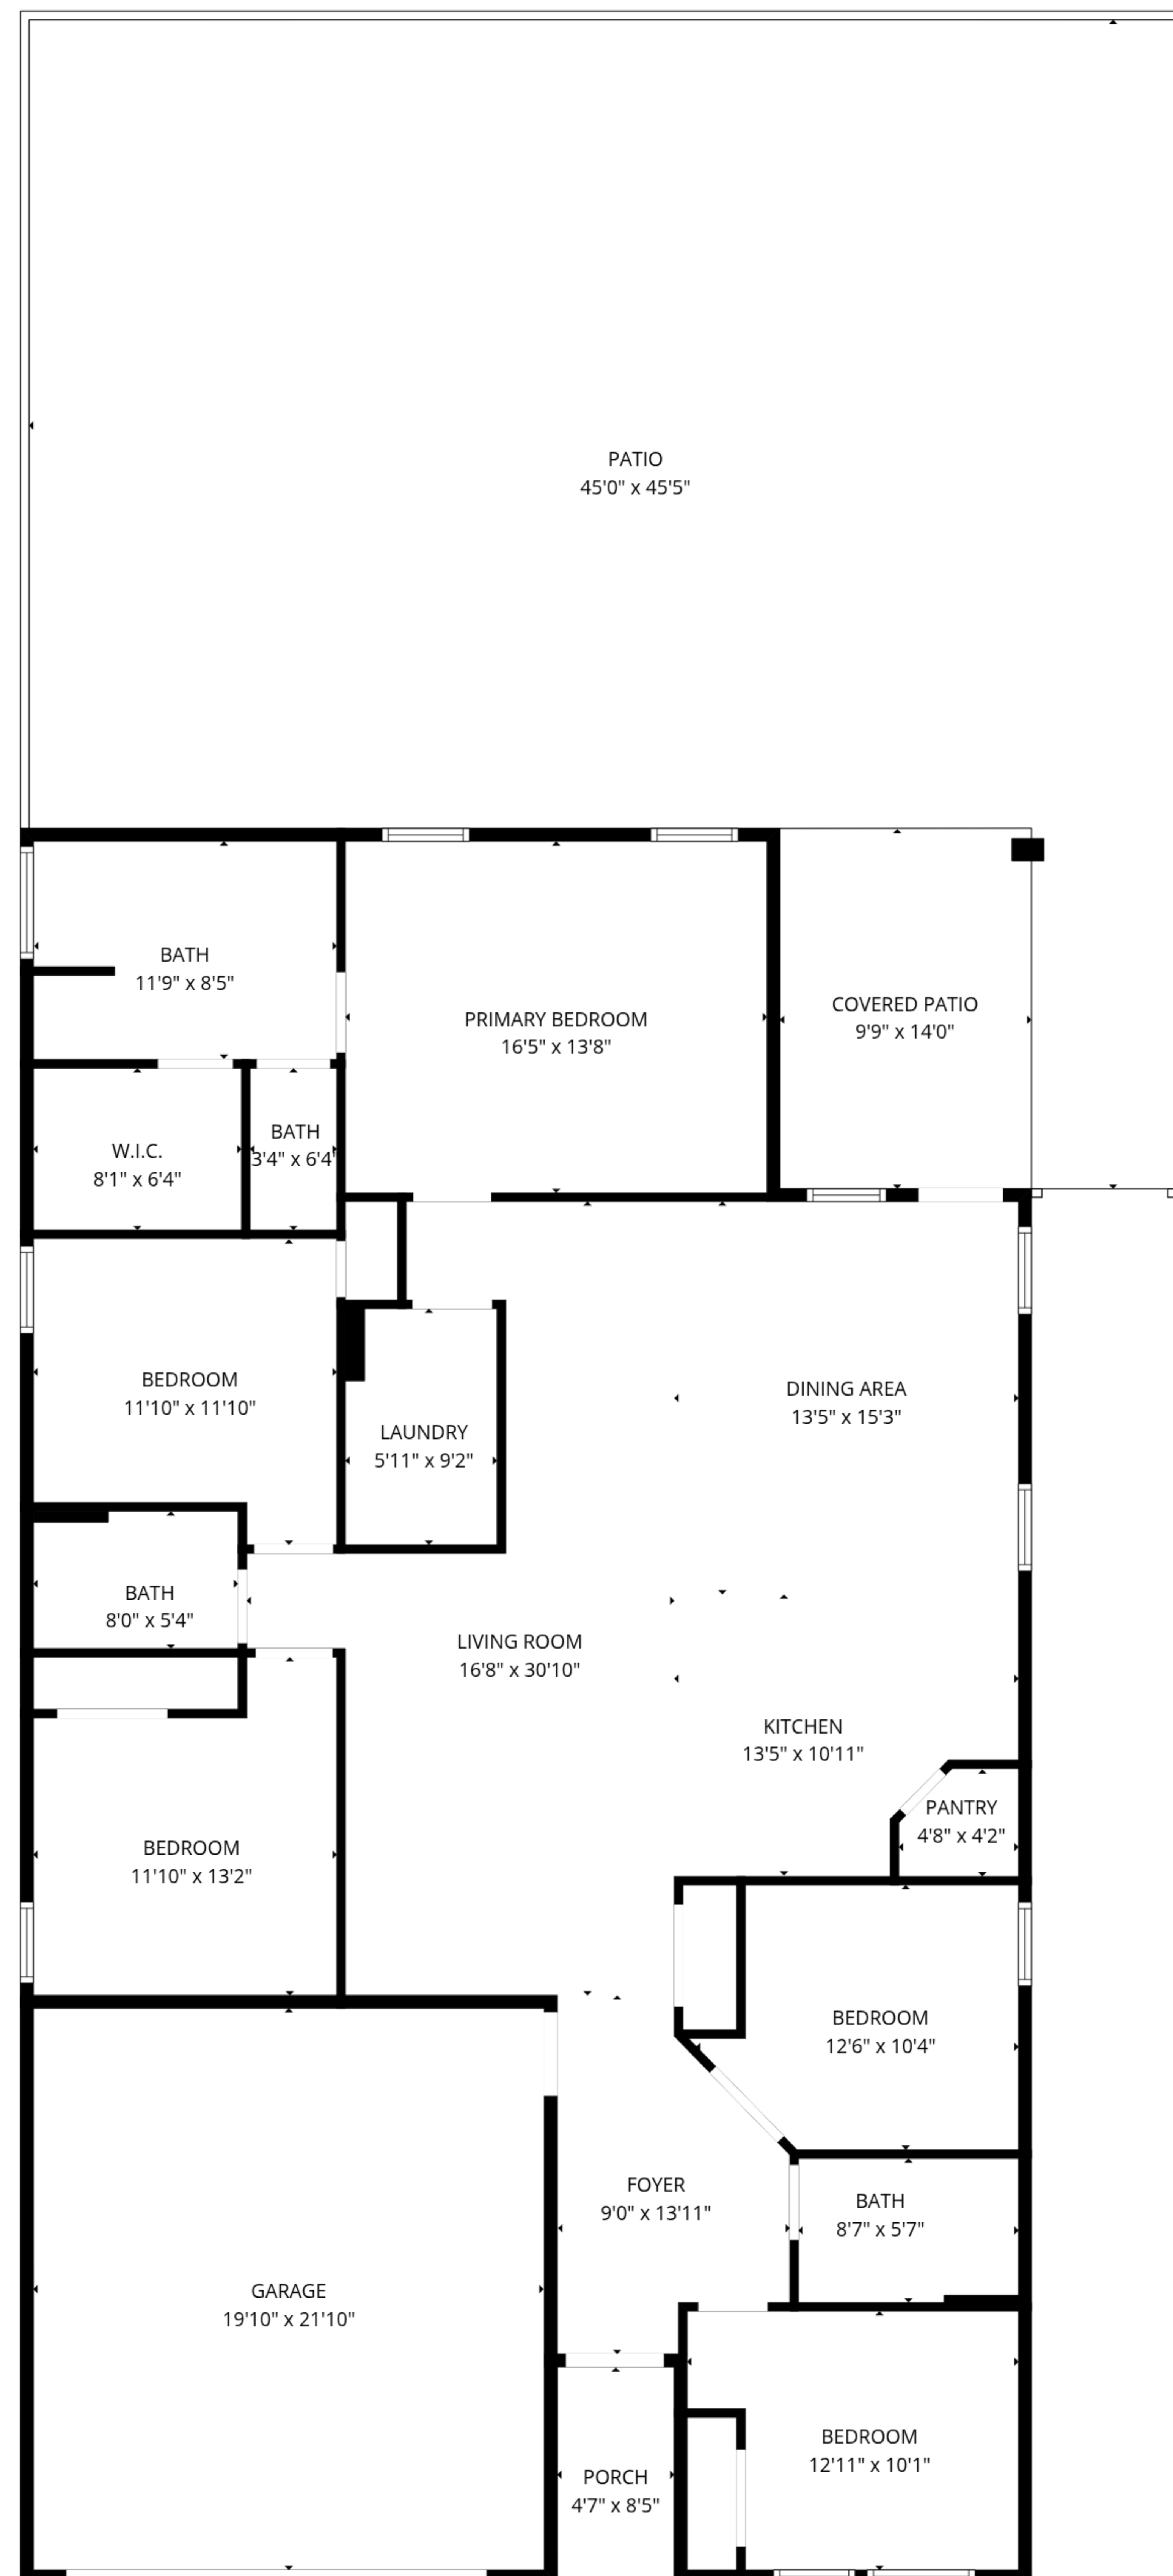 PATIO
45'0" x 45'5"
BATH
11'9" x 8'5"
PRIMARY BEDROOM
16'5" x 13'8"
COVERED PATIO
9'9" x 14'0"
W.I.C.
8'1" x 6'4"
BATH
3'4" x 6'4"
BEDROOM
11'10" x 11'10"
LAUNDRY
5'11" x 9'2"
DINING AREA
13'5" x 15'3"
BATH
8'0" x 5'4"
LIVING ROOM
16'8" x 30'10"
KITCHEN
13'5" x 10'11"
PANTRY
4'8" x 4'2"
BEDROOM
11'10" x 13'2"
BEDROOM
12'6" x 10'4"
FOYER
9'0" x 13'11"
BATH
8'7" x 5'7"
GARAGE
19'10" x 21'10"
BEDROOM
12'11" x 10'1"
PORCH
4'7" x 8'5"